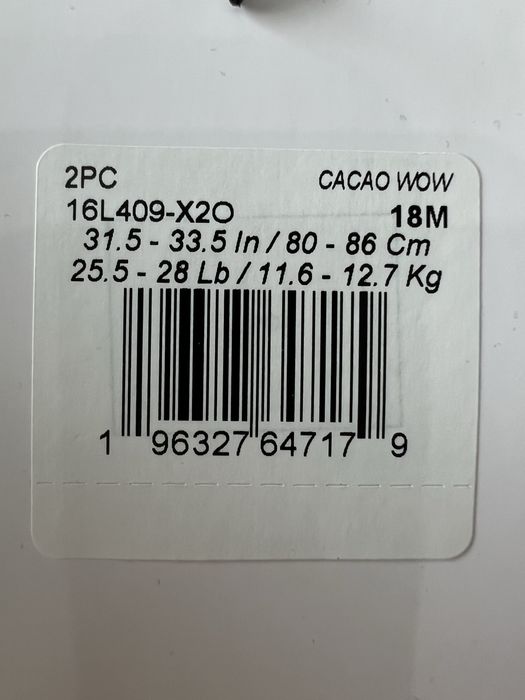 2PC CACAO WOW
16L409-X2O 18M
31.5 - 33.5 In / 80 - 86 Cm
25.5 - 28 Lb / 11.6 - 12.7 Kg
1 96327 64717 9